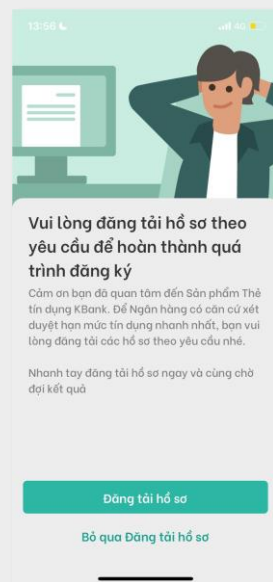 13:56
4G
Vui lòng đăng tải hồ sơ theo
yêu cầu để hoàn thành quá
trình đăng ký
Cảm ơn bạn đã quan tâm đến Sản phẩm Thẻ
tín dụng KBank. Để Ngân hàng có căn cứ xét
duyệt hạn mức tín dụng nhanh nhất, bạn vui
lòng đăng tải các hồ sơ theo yêu cầu nhé.
Nhanh tay đăng tải hồ sơ ngay và cùng chờ
đợi kết quả
Đăng tải hồ sơ
Bỏ qua Đăng tải hồ sơ